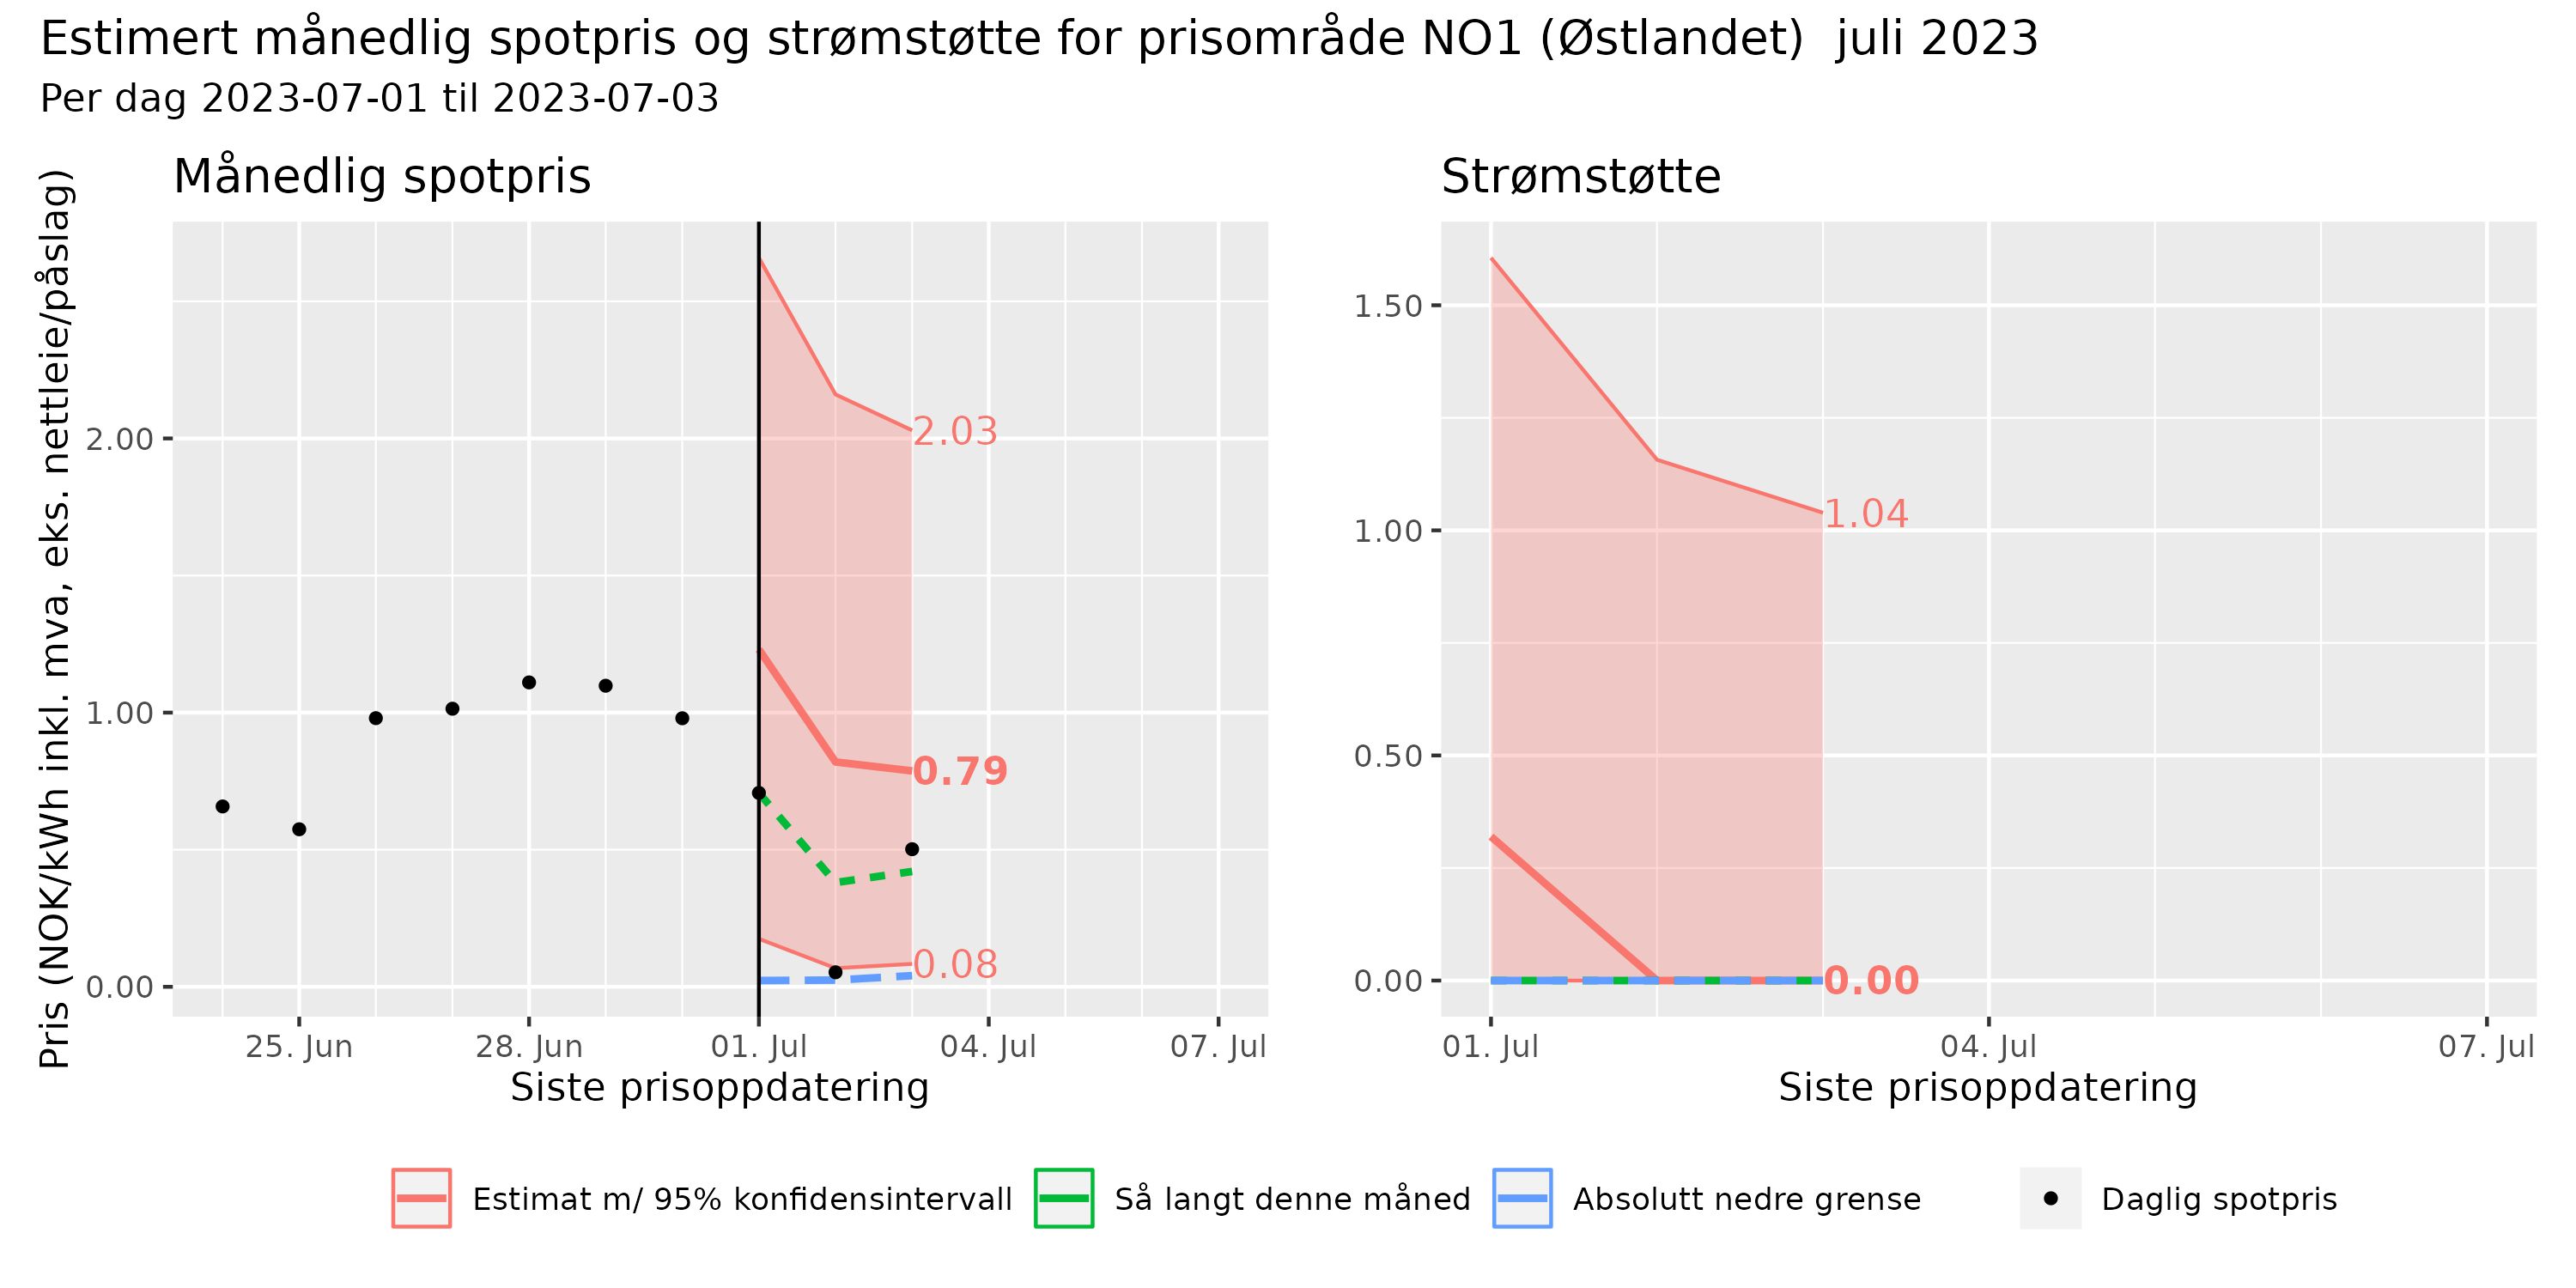 Estimert månedlig spotpris og strømstøtte for prisområde NO1 (Østlandet)  juli 2023
Per dag 2023-07-01 til 2023-07-03
Månedlig spotpris
Pris (NOK/kWh inkl. mva, eks. nettleie/påslag)
2.00
1.00
0.00
2.03
0.79
0.08
25. Jun
28. Jun
01. Jul
04. Jul
07. Jul
Siste prisoppdatering
Strømstøtte
1.50
1.00
0.50
0.00
1.04
0.00
01. Jul
04. Jul
07. Jul
Siste prisoppdatering
Estimat m/ 95% konfidensintervall
Så langt denne måned
Absolutt nedre grense
Daglig spotpris